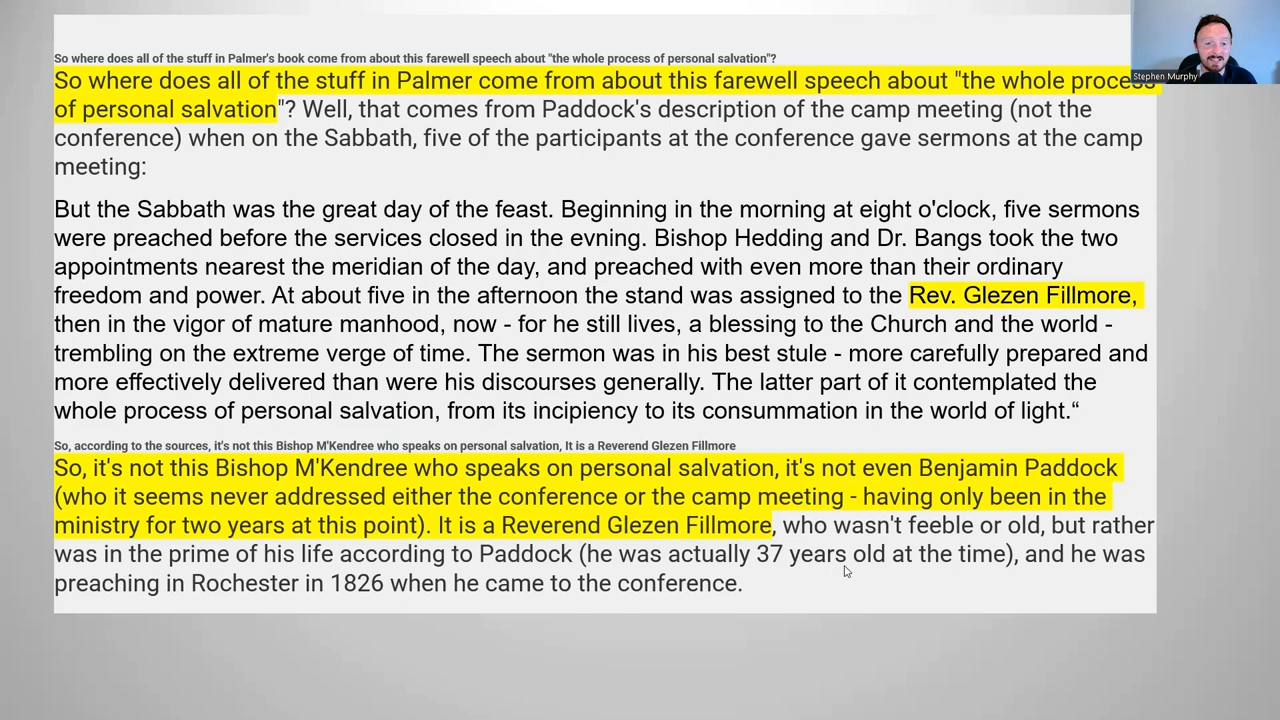 So where does all of the stuff in Palmer's book come from about this farewell speech about "the whole process of personal salvation"?
So where does all of the stuff in Palmer come from about this farewell speech about "the whole process
of personal salvation"? Well, that comes from Paddock's description of the camp meeting (not the
conference) when on the Sabbath, five of the participants at the conference gave sermons at the camp
meeting:
But the Sabbath was the great day of the feast. Beginning in the morning at eight o'clock, five sermons
were preached before the services closed in the evning. Bishop Hedding and Dr. Bangs took the two
appointments nearest the meridian of the day, and preached with even more than their ordinary
freedom and power. At about five in the afternoon the stand was assigned to the Rev. Glezen Fillmore,
then in the vigor of mature manhood, now - for he still lives, a blessing to the Church and the world -
trembling on the extreme verge of time. The sermon was in his best stule - more carefully prepared and
more effectively delivered than were his discourses generally. The latter part of it contemplated the
whole process of personal salvation, from its incipiency to its consummation in the world of light.“
So, according to the sources, it's not this Bishop M'Kendree who speaks on personal salvation, It is a Reverend Glezen Fillmore
So, it's not this Bishop M'Kendree who speaks on personal salvation, it's not even Benjamin Paddock
(who it seems never addressed either the conference or the camp meeting - having only been in the
ministry for two years at this point). It is a Reverend Glezen Fillmore, who wasn't feeble or old, but rather
was in the prime of his life according to Paddock (he was actually 37 years old at the time), and he was
preaching in Rochester in 1826 when he came to the conference.
Stephen Murphy